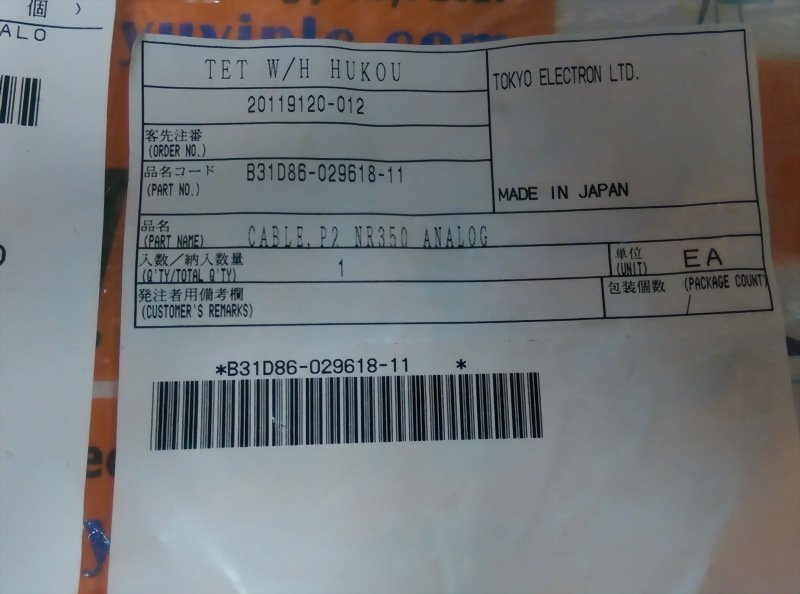 個 )
ALO
yuyiple.com
TET W/H HUKOU
TOKYO ELECTRON LTD.
20119120-012
客先注番
(ORDER NO.)
品名コード
(PART NO.)
B31D86-029618-11
MADE IN JAPAN
品名
(PART NAME)
CABLE,P2 NR350 ANALOG
入数/納入数量
(Q'TY/TOTAL Q'TY)
1
単位
(UNIT)
EA
発注者用備考欄
(CUSTOMER'S REMARKS)
包装個数 (PACKAGE COUNT)
/
*B31D86-029618-11 *